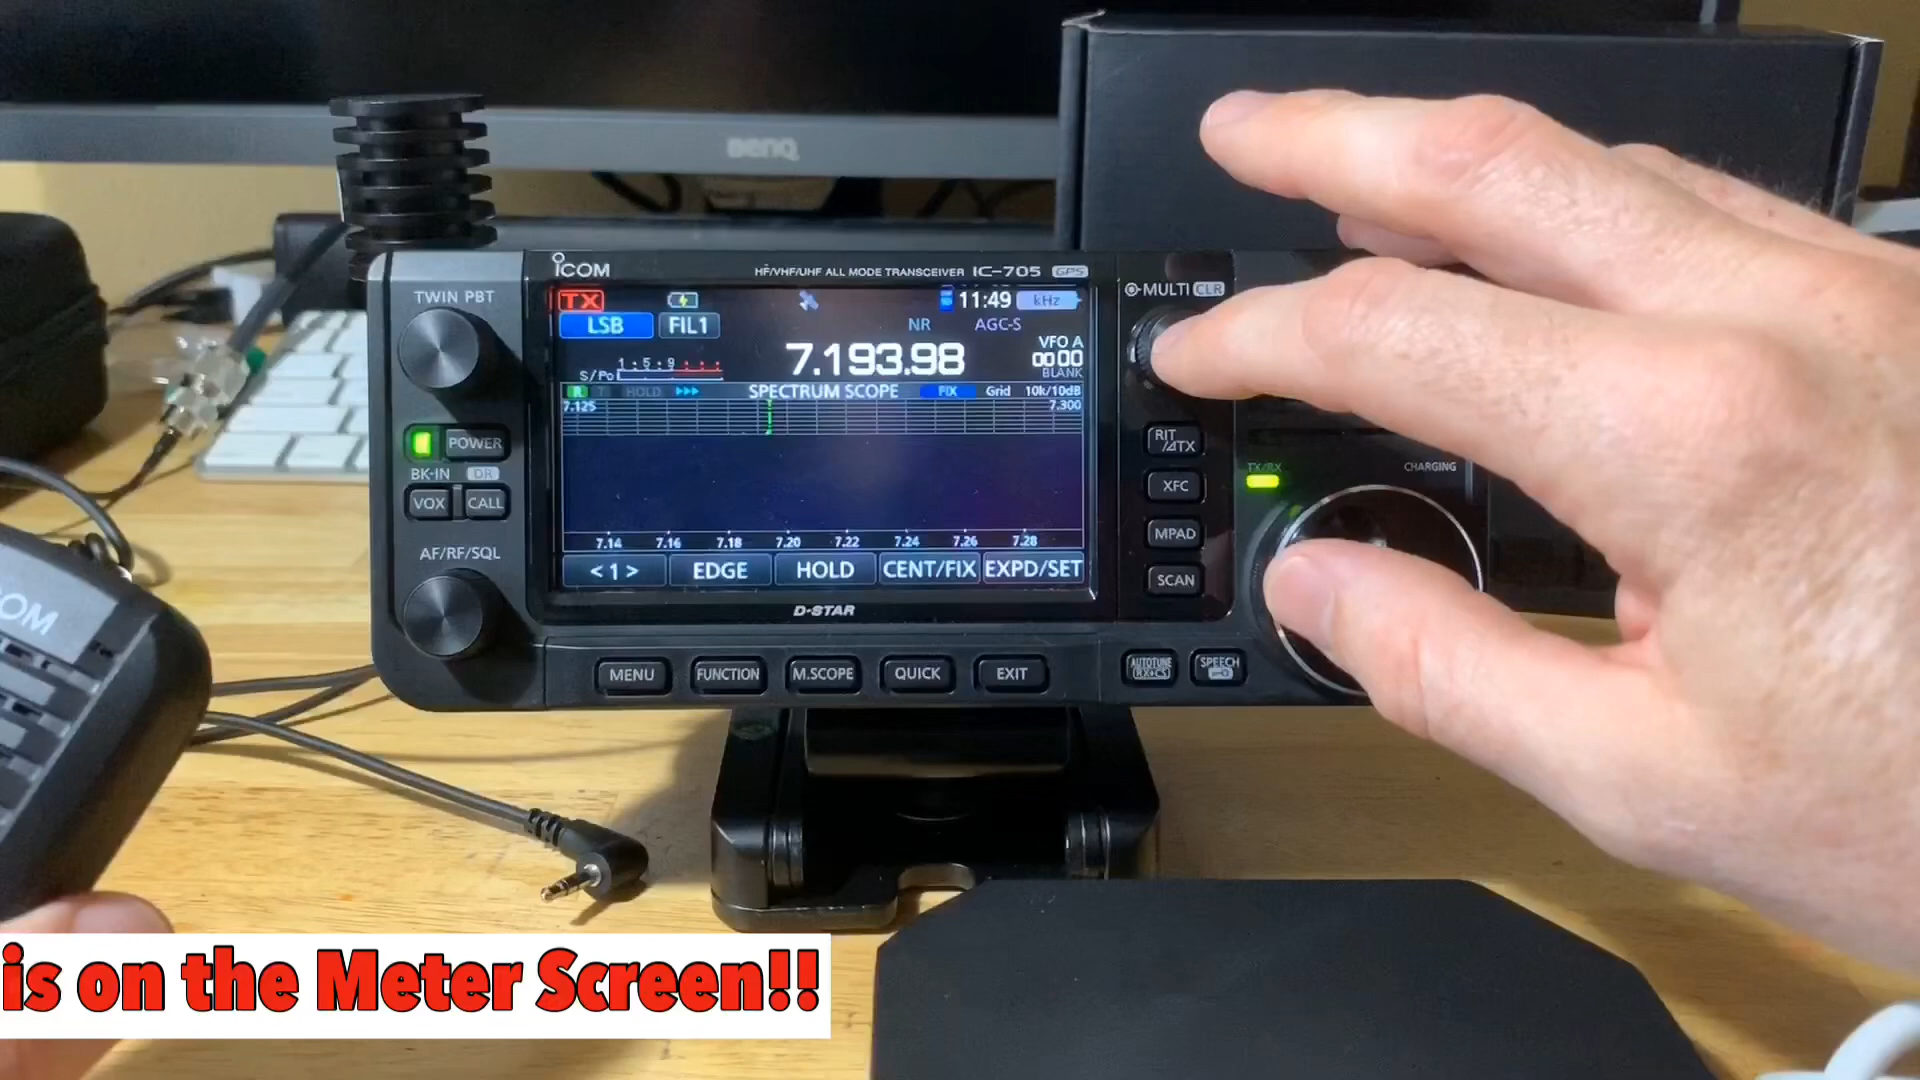 BenQ
ICOM
HF/VHF/UHF ALL MODE TRANSCEIVER IC-705 GPS
TWIN PBT
TX
11:49
kHz
MULTI CLR
LSB
FIL1
NR
AGC-S
7.193.98
VFO A
00 00
BLANK
1 · 5 · 9
S/Po
R T HOLD
SPECTRUM SCOPE
FIX
Grid
10k/10dB
7.125
7.300
7.14 7.16 7.18 7.20 7.22 7.24 7.26 7.28
<1>
EDGE
HOLD
CENT/FIX
EXPD/SET
D-STAR
POWER
BK-IN
DR
VOX
CALL
AF/RF/SQL
RIT
/⊿TX
XFC
MPAD
SCAN
TX/RX
CHARGING
MENU
FUNCTION
M.SCOPE
QUICK
EXIT
AUTOTUNE
RX➔CS
SPEECH
COM
is on the Meter Screen!!